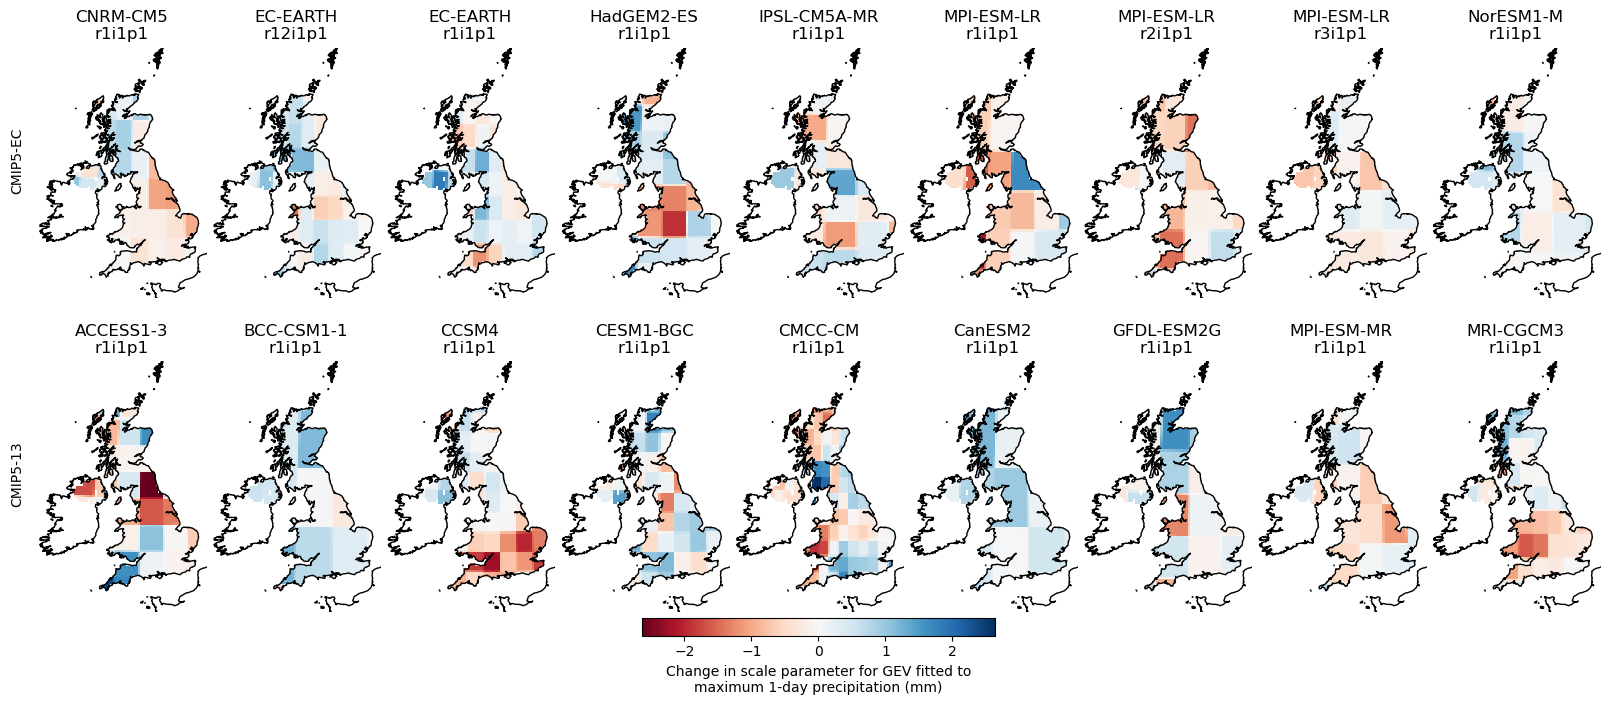 CNRM-CM5
r1i1p1
EC-EARTH
r12i1p1
EC-EARTH
r1i1p1
HadGEM2-ES
r1i1p1
IPSL-CM5A-MR
r1i1p1
MPI-ESM-LR
r1i1p1
MPI-ESM-LR
r2i1p1
MPI-ESM-LR
r3i1p1
NorESM1-M
r1i1p1
CMIP5-EC
ACCESS1-3
r1i1p1
BCC-CSM1-1
r1i1p1
CCSM4
r1i1p1
CESM1-BGC
r1i1p1
CMCC-CM
r1i1p1
CanESM2
r1i1p1
GFDL-ESM2G
r1i1p1
MPI-ESM-MR
r1i1p1
MRI-CGCM3
r1i1p1
CMIP5-13
−2 −1 0 1 2
Change in scale parameter for GEV fitted to
maximum 1-day precipitation (mm)